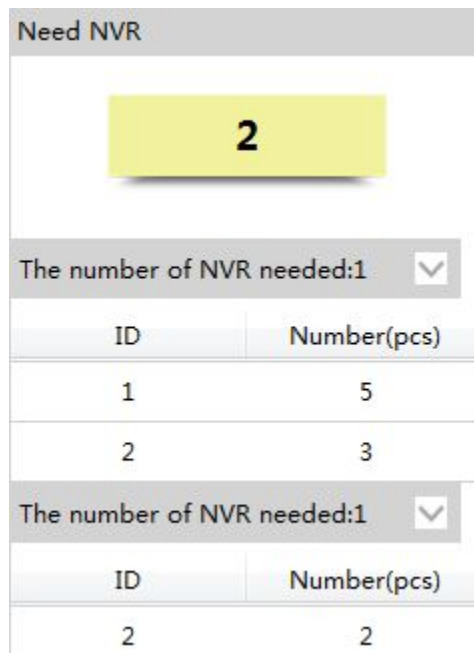 Need NVR
2
The number of NVR needed:1
ID Number(pcs)
1 5
2 3
The number of NVR needed:1
ID Number(pcs)
2 2